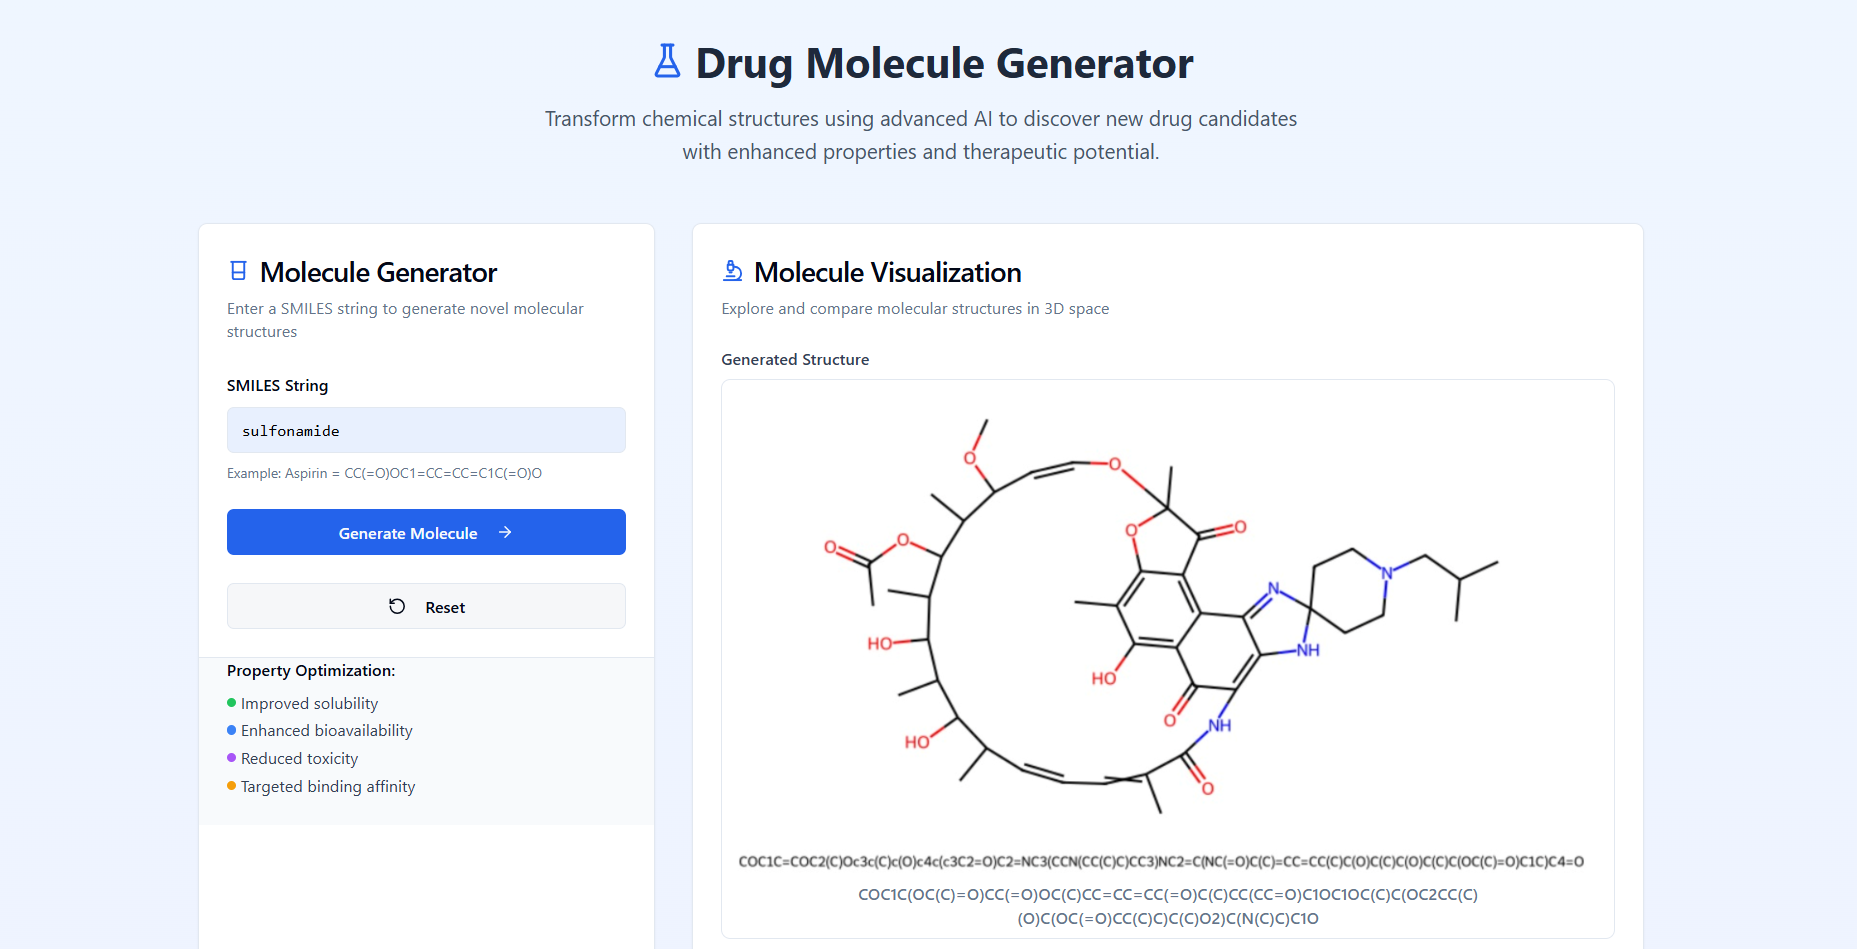 Drug Molecule Generator
Transform chemical structures using advanced AI to discover new drug candidates
with enhanced properties and therapeutic potential.
Molecule Generator
Enter a SMILES string to generate novel molecular
structures
SMILES String
sulfonamide
Example: Aspirin = CC(=O)OC1=CC=CC=C1C(=O)O
Generate Molecule
Reset
Property Optimization:
Improved solubility
Enhanced bioavailability
Reduced toxicity
Targeted binding affinity
Molecule Visualization
Explore and compare molecular structures in 3D space
Generated Structure
O
O
O
O
O
O
N
N
HO
NH
HO
O
NH
HO
O
COC1C=COC2(C)Oc3c(C)c(O)c4c(c3C2=O)C2=NC3(CCN(CC(C)C)CC3)NC2=C(NC(=O)C(C)=CC=CC(C)C(O)C(C)C(O)C(C)C(OC(C)=O)C1C)C4=O
COC1C(OC(C)=O)CC(=O)OC(C)CC=CC=CC(=O)C(C)CC(CC=O)C1OC1OC(C)C(OC2CC(C)
(O)C(OC(=O)CC(C)C)C(C)O2)C(N(C)C)C1O